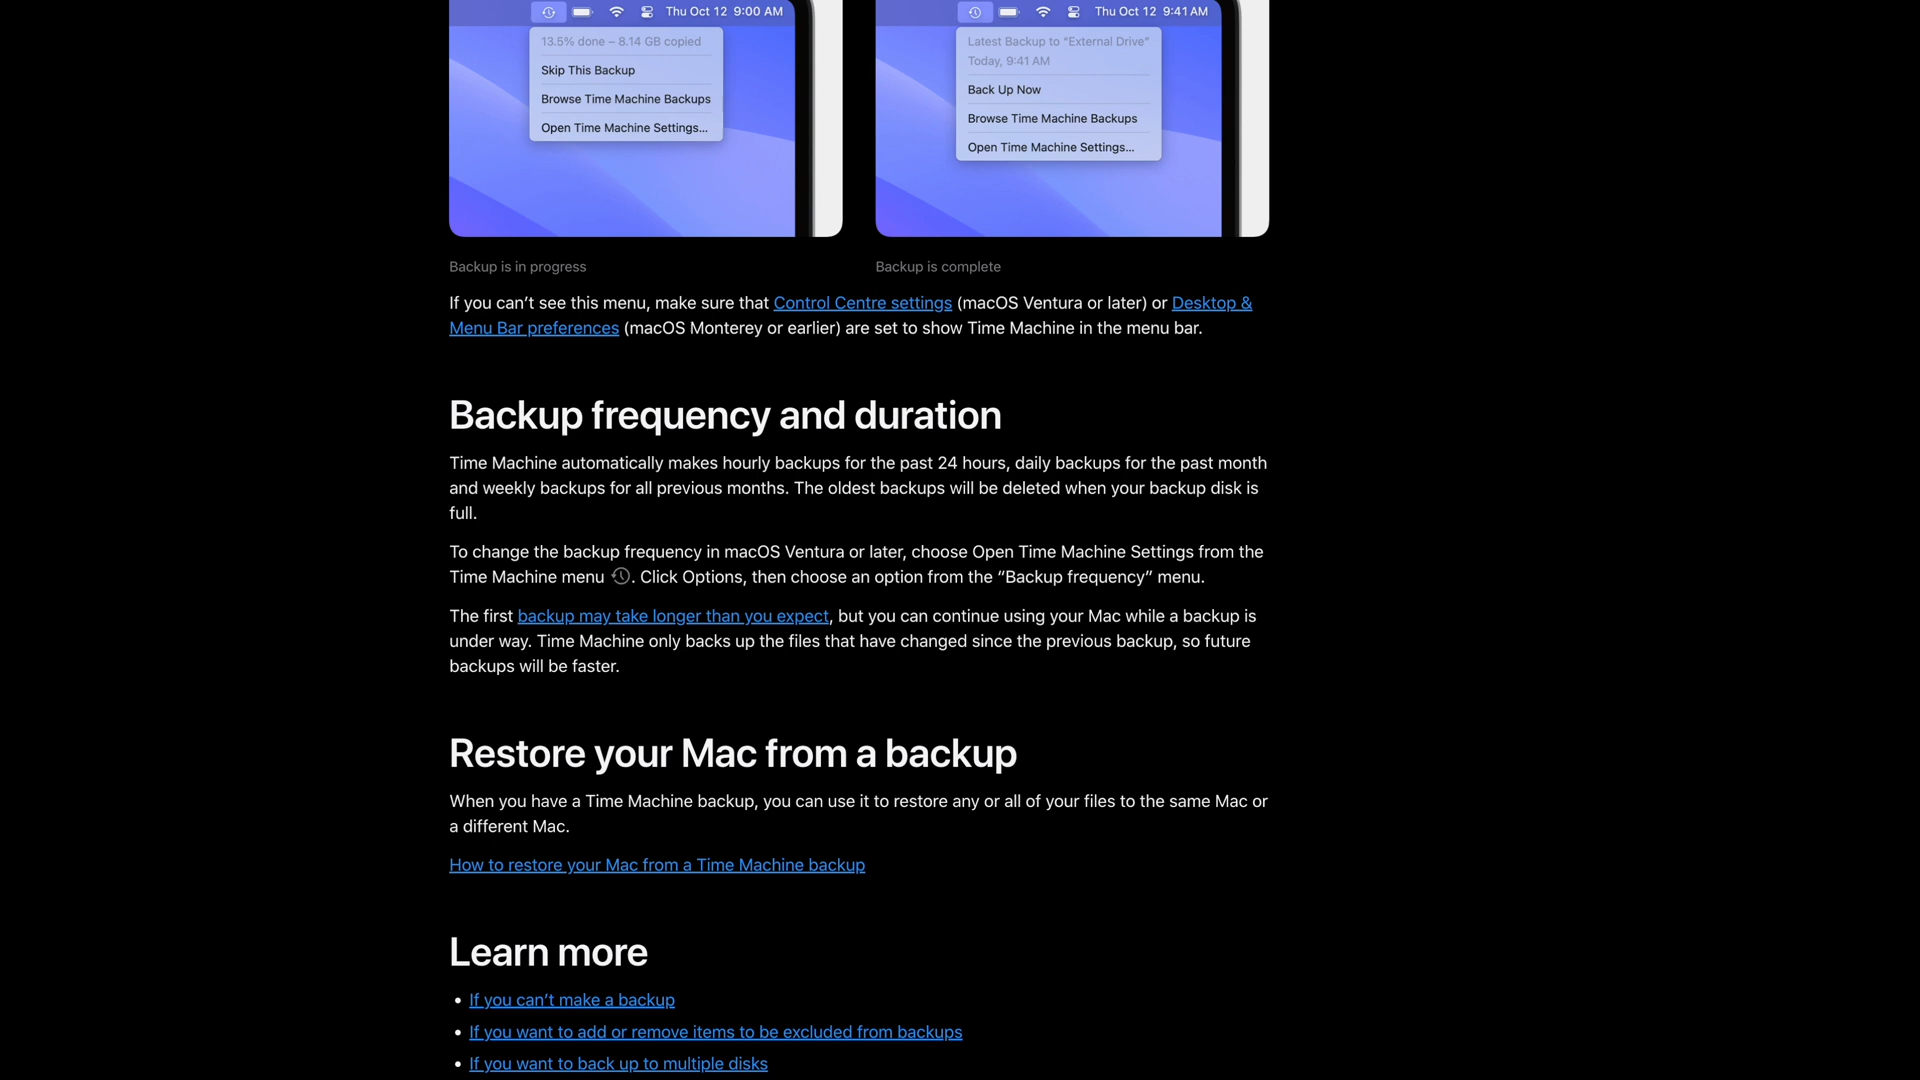 Thu Oct 12 9:00 AM
13.5% done – 8.14 GB copied
Skip This Backup
Browse Time Machine Backups
Open Time Machine Settings...
Thu Oct 12 9:41 AM
Latest Backup to “External Drive”
Today, 9:41 AM
Back Up Now
Browse Time Machine Backups
Open Time Machine Settings...
Backup is in progress
Backup is complete
If you can’t see this menu, make sure that Control Centre settings (macOS Ventura or later) or Desktop &
Menu Bar preferences (macOS Monterey or earlier) are set to show Time Machine in the menu bar.
Backup frequency and duration
Time Machine automatically makes hourly backups for the past 24 hours, daily backups for the past month
and weekly backups for all previous months. The oldest backups will be deleted when your backup disk is
full.
To change the backup frequency in macOS Ventura or later, choose Open Time Machine Settings from the
Time Machine menu . Click Options, then choose an option from the “Backup frequency” menu.
The first backup may take longer than you expect, but you can continue using your Mac while a backup is
under way. Time Machine only backs up the files that have changed since the previous backup, so future
backups will be faster.
Restore your Mac from a backup
When you have a Time Machine backup, you can use it to restore any or all of your files to the same Mac or
a different Mac.
How to restore your Mac from a Time Machine backup
Learn more
• If you can’t make a backup
• If you want to add or remove items to be excluded from backups
• If you want to back up to multiple disks